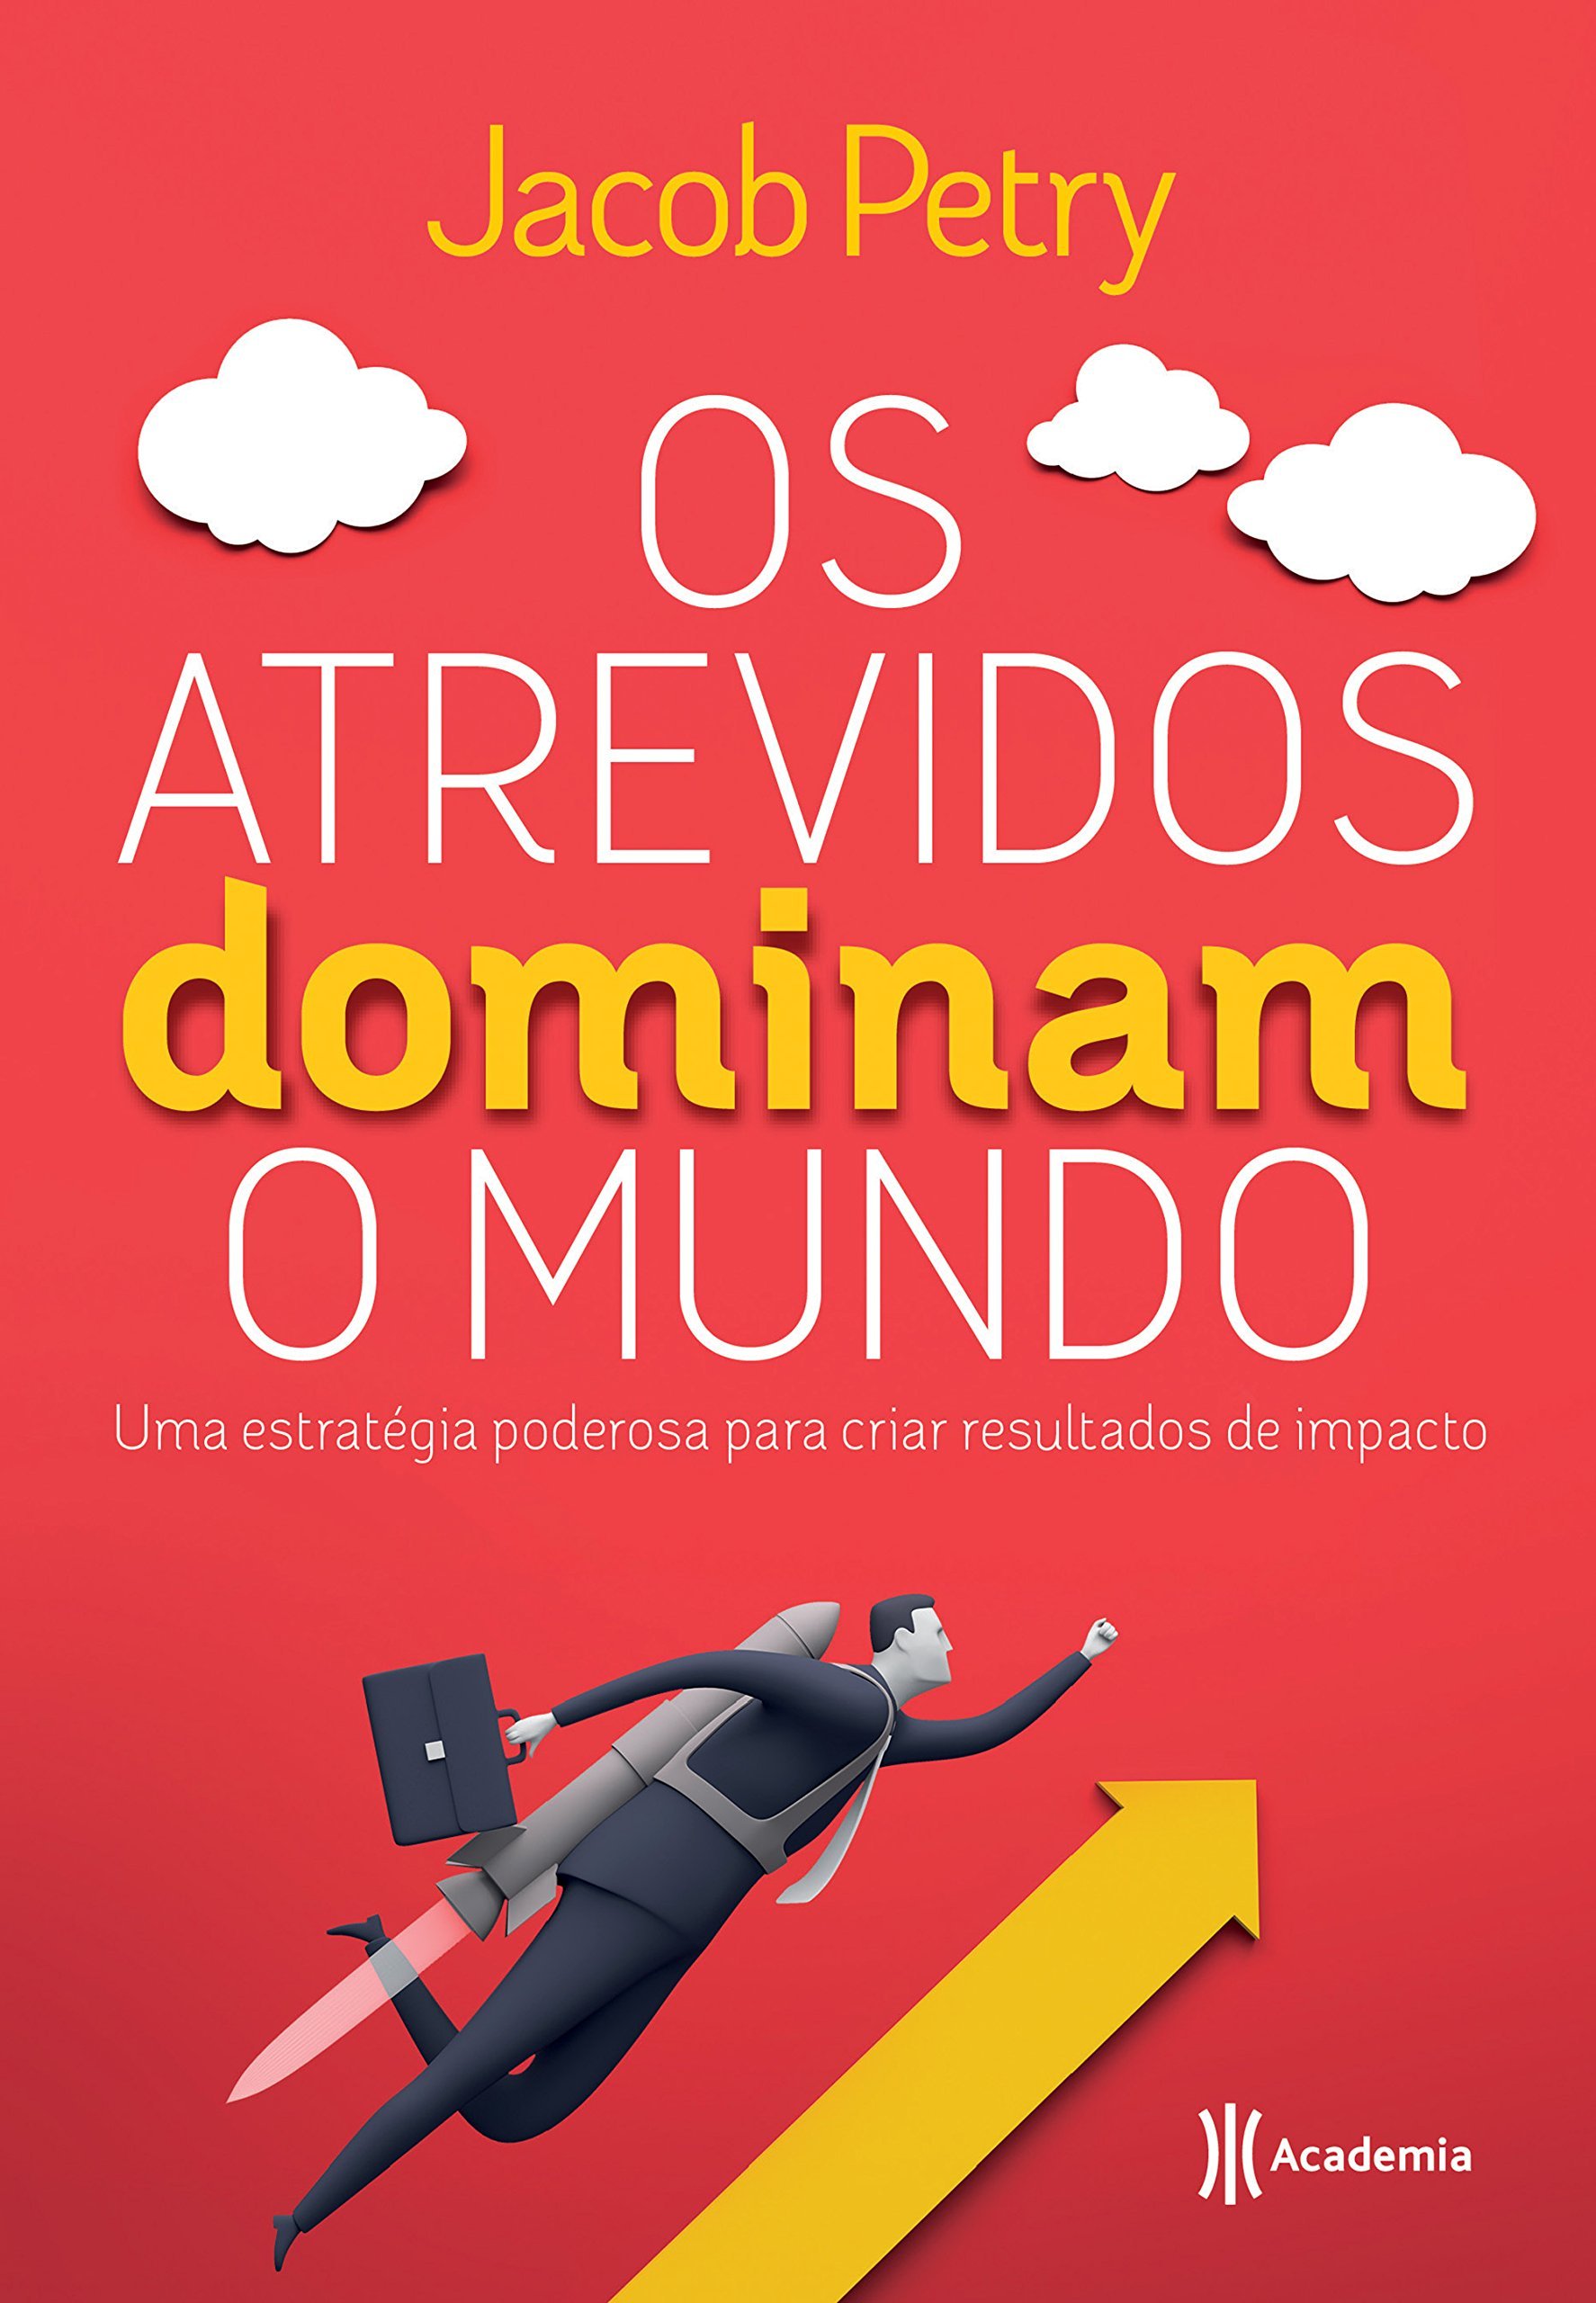 Jacob Petry
OS
ATREVIDOS
dominam
O MUNDO
Uma estratégia poderosa para criar resultados de impacto
Academia